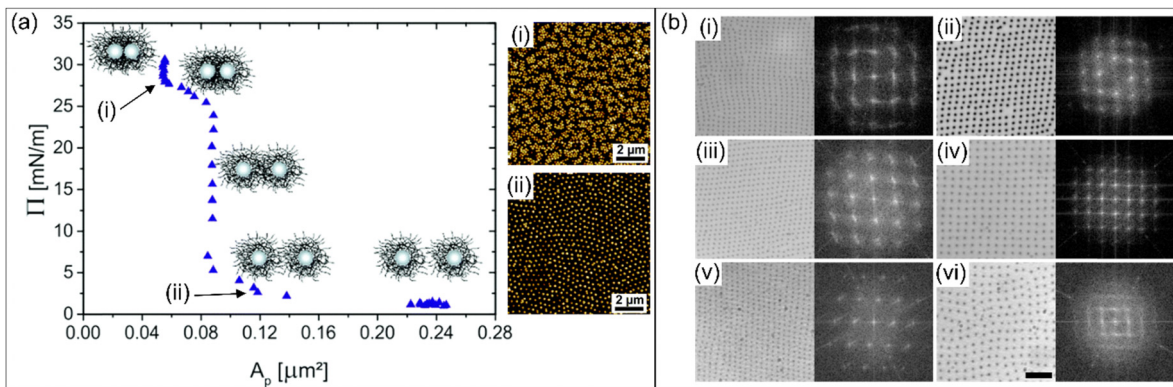 (a)
Π [mN/m]
35
30
25
20
15
10
5
0
0.00 0.04 0.08 0.12 0.16 0.20 0.24 0.28
A_p [µm²]
(i)
(ii)
(i)
2 µm
(ii)
2 µm
(b)
(i) (ii)
(iii) (iv)
(v) (vi)